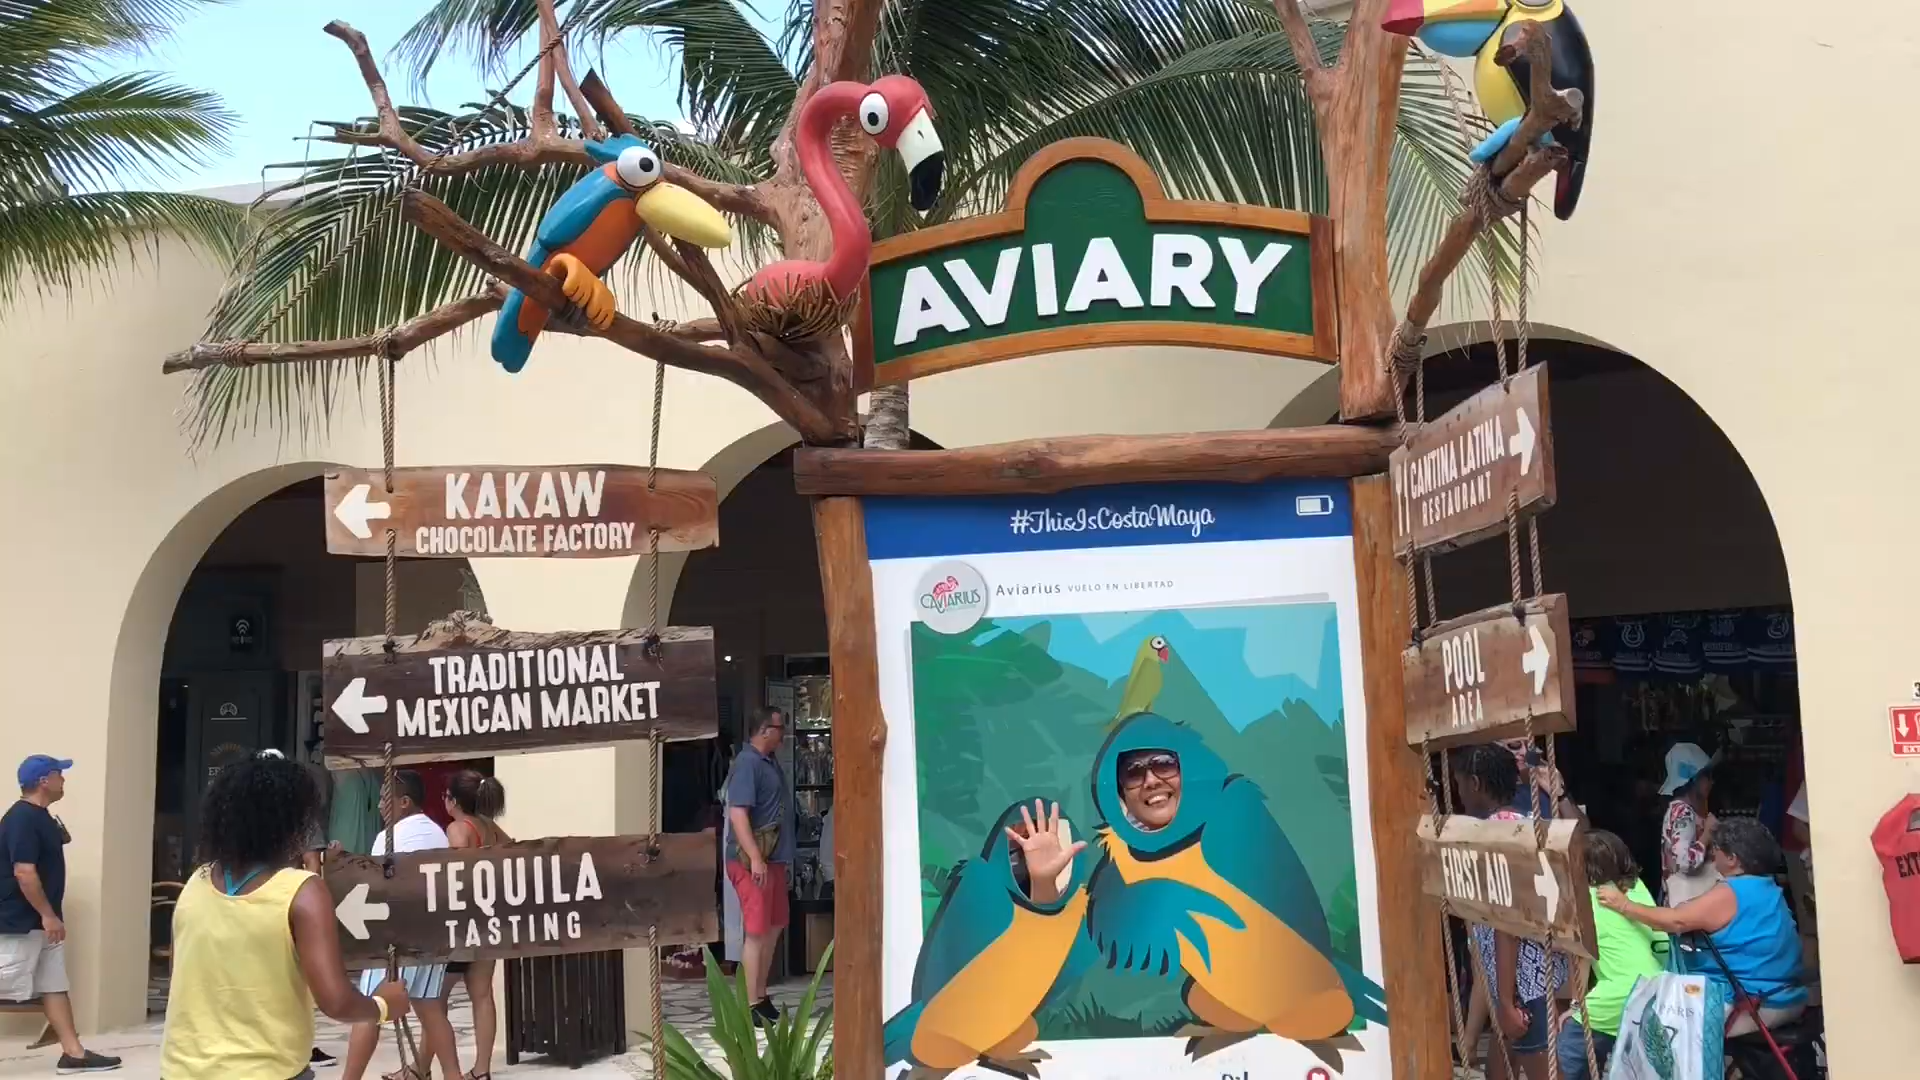 AVIARY
KAKAW
CHOCOLATE FACTORY
TRADITIONAL
MEXICAN MARKET
TEQUILA
TASTING
#ThisIsCostaMaya
AVIARIUS
Aviarius VUELO EN LIBERTAD
CANTINA LATINA
RESTAURANT
POOL
AREA
FIRST AID
EXT